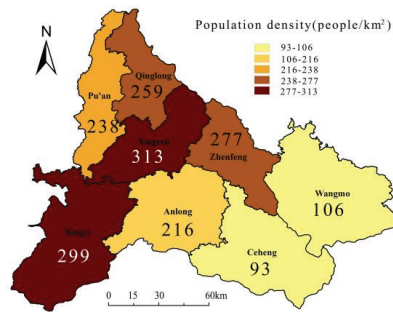 Population density(people/km²)
N
93-106
106-216
216-238
238-277
277-313
Qinglong
259
Pu'an
238
313
277
Zhenfeng
Wangmo
106
Anlong
216
Xingyi
299
Ceheng
93
0 15 30 60km